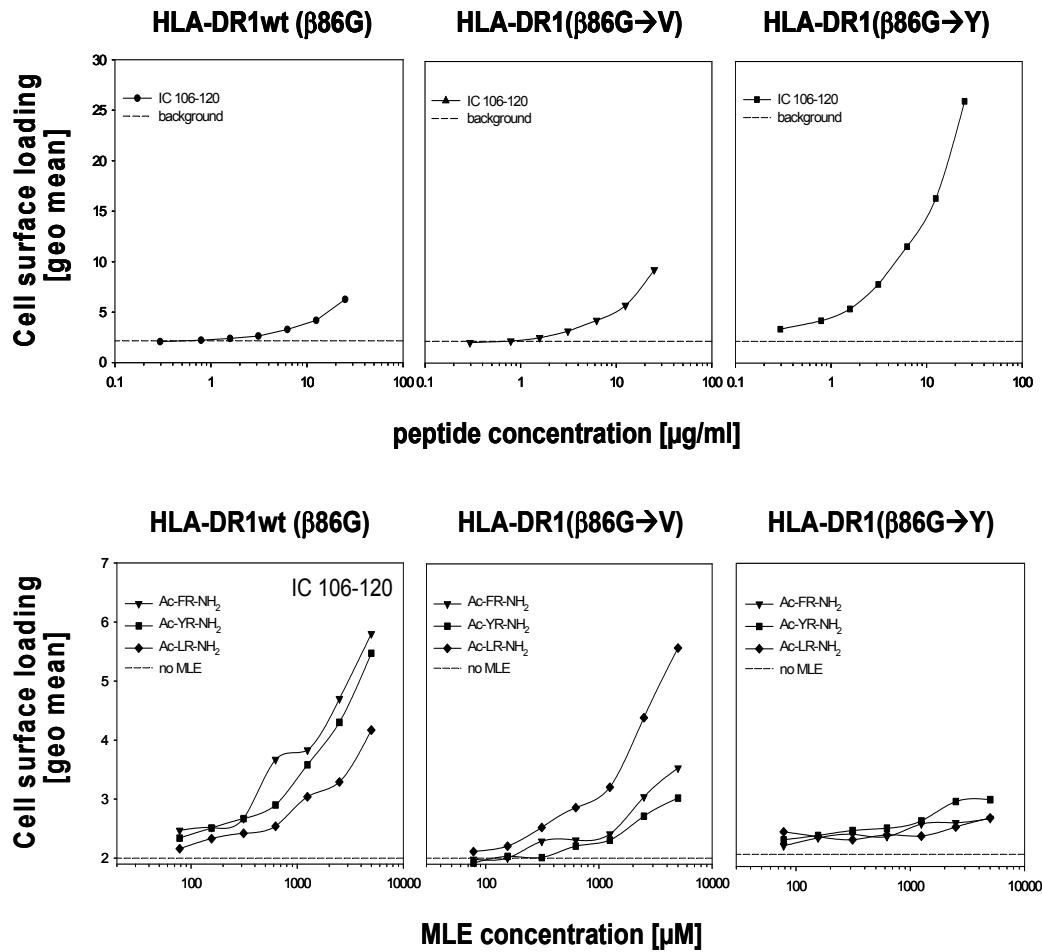 HLA-DR1wt (β86G)
HLA-DR1(β86G→V)
HLA-DR1(β86G→Y)
Cell surface loading
[geo mean]
30
25
20
15
10
5
0
IC 106-120
background
IC 106-120
background
IC 106-120
background
0.1 1 10 100
0.1 1 10 100
0.1 1 10 100
peptide concentration [µg/ml]
HLA-DR1wt (β86G)
HLA-DR1(β86G→V)
HLA-DR1(β86G→Y)
Cell surface loading
[geo mean]
7
6
5
4
3
2
IC 106-120
Ac-FR-NH2
Ac-YR-NH2
Ac-LR-NH2
no MLE
Ac-FR-NH2
Ac-YR-NH2
Ac-LR-NH2
no MLE
Ac-FR-NH2
Ac-YR-NH2
Ac-LR-NH2
no MLE
100 1000 10000
100 1000 10000
100 1000 10000
MLE concentration [µM]